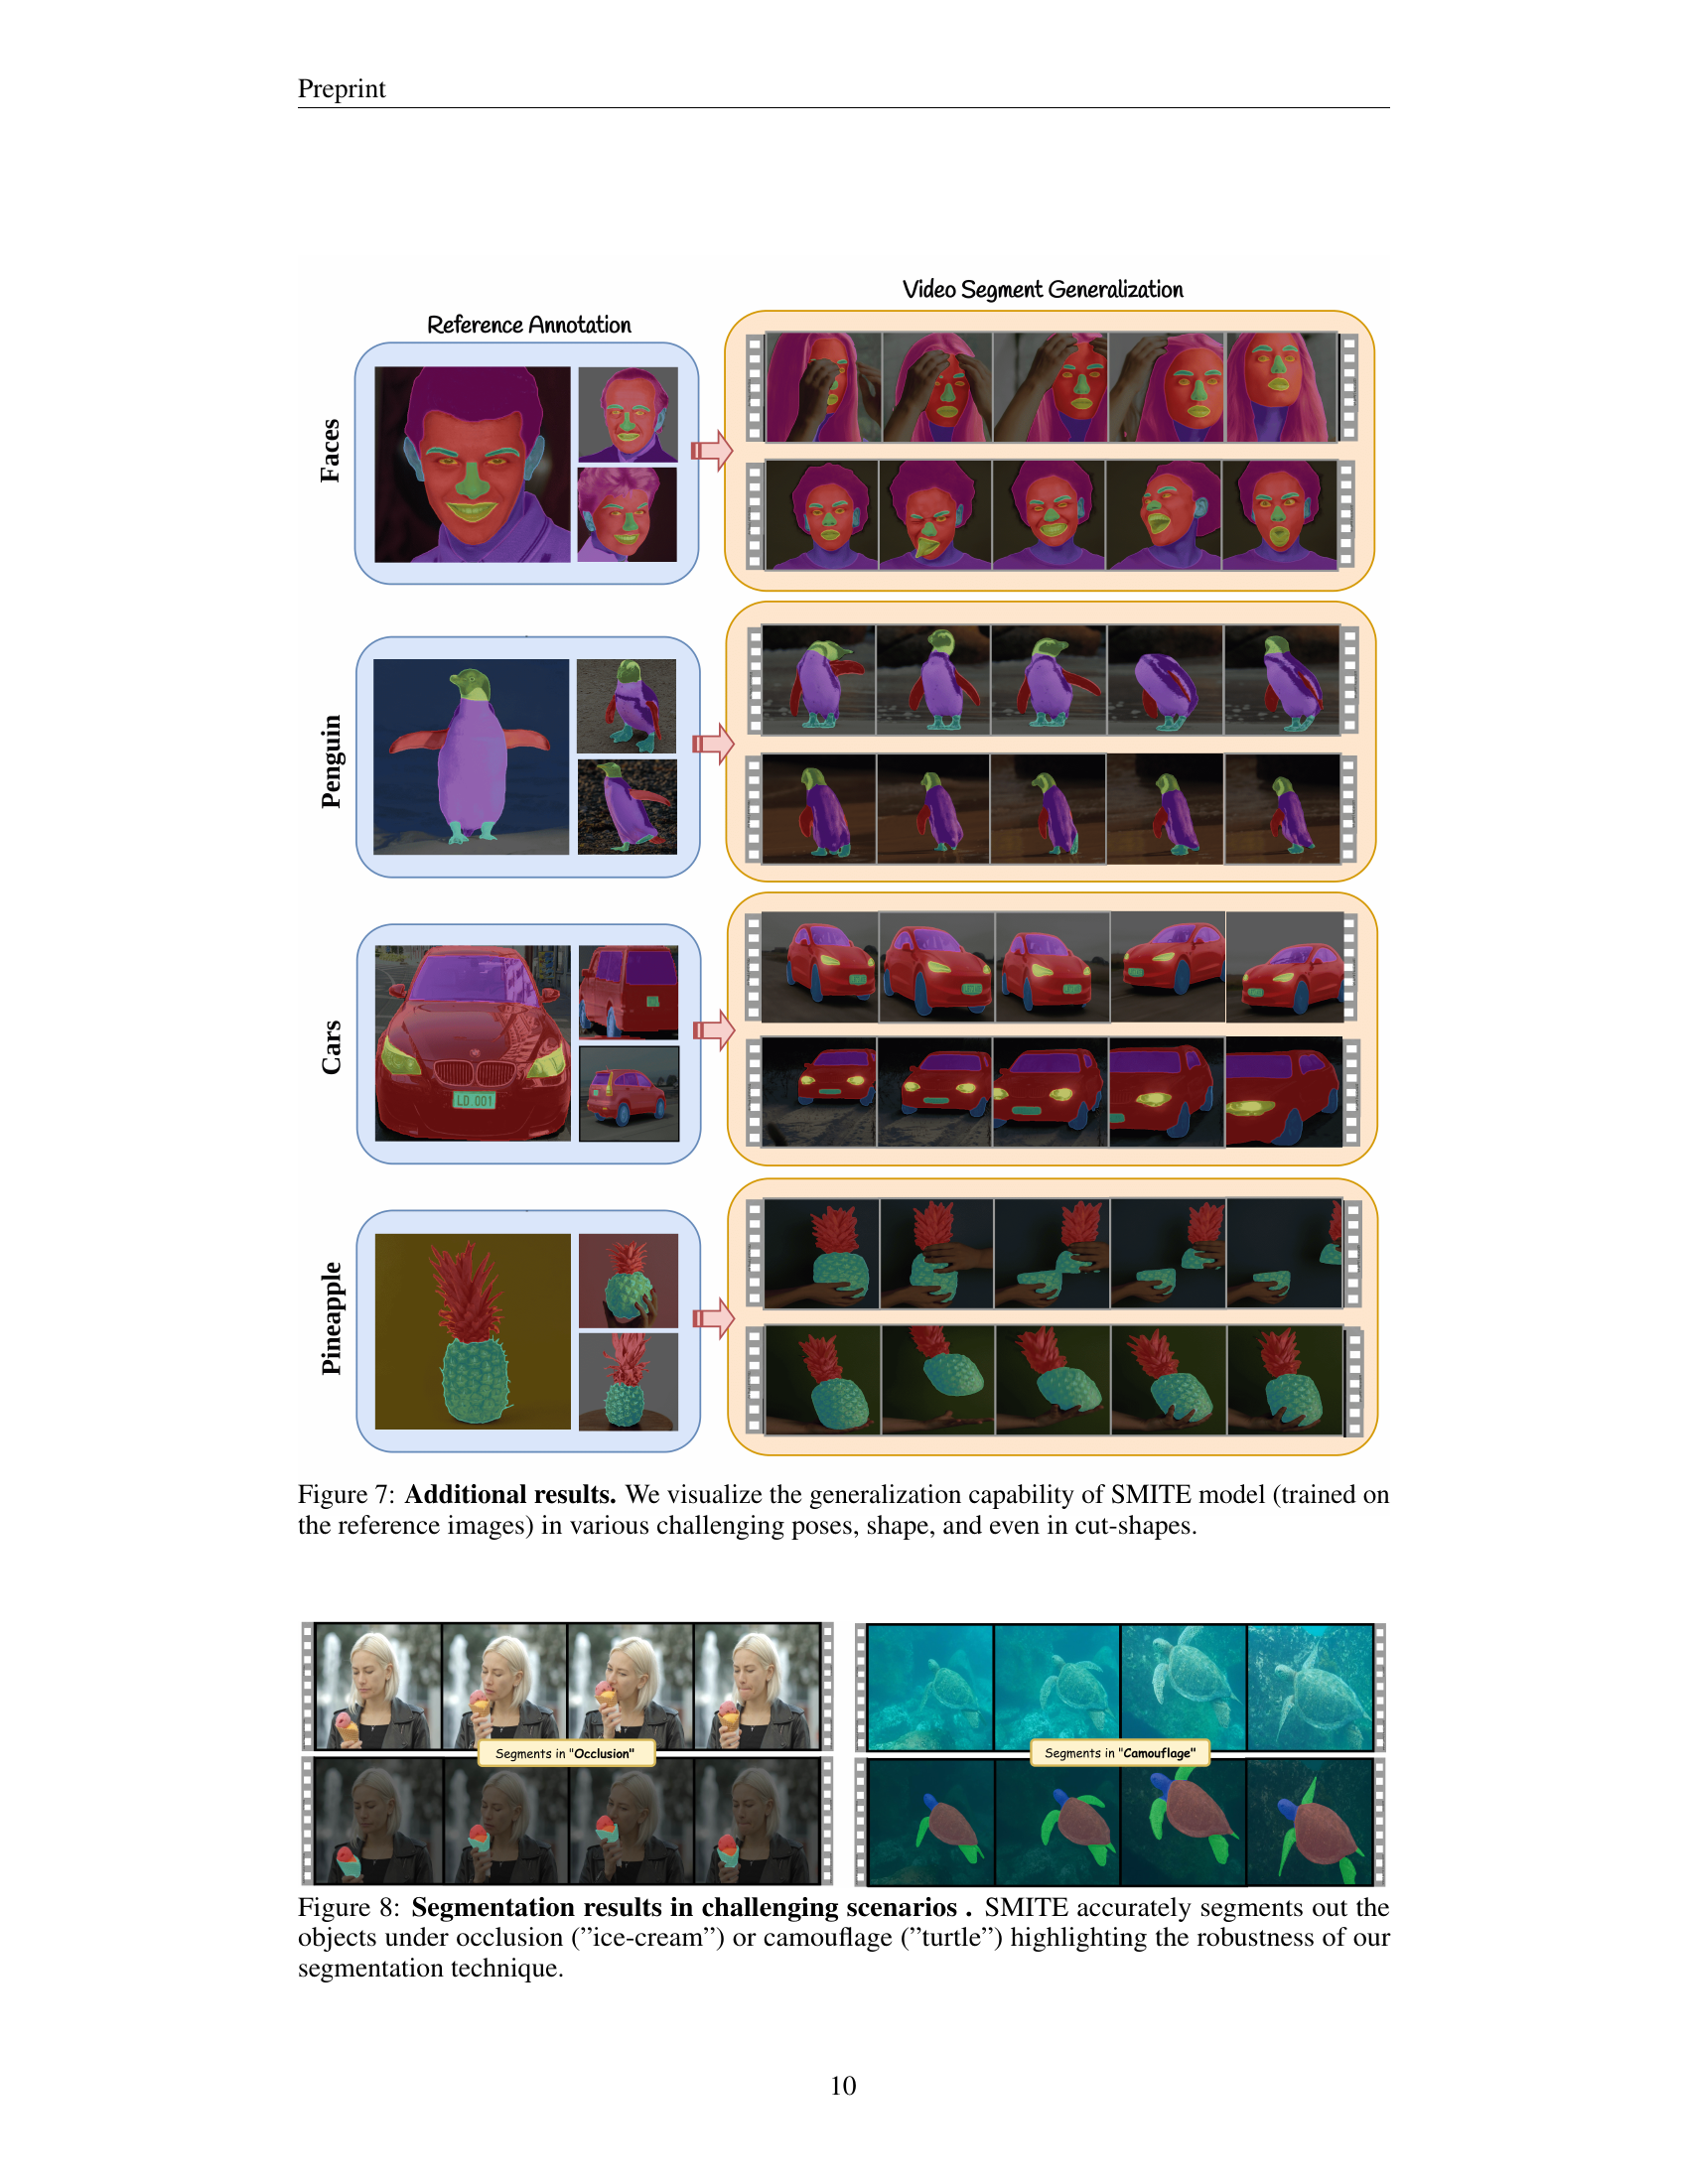 Preprint
Video Segment Generalization
Reference Annotation
Faces
Penguin
Cars
LD 001
Pineapple
Figure 7: Additional results. We visualize the generalization capability of SMITE model (trained on
the reference images) in various challenging poses, shape, and even in cut-shapes.
Segments in "Occlusion"
Segments in "Camouflage"
Figure 8: Segmentation results in challenging scenarios . SMITE accurately segments out the
objects under occlusion (”ice-cream”) or camouflage (”turtle”) highlighting the robustness of our
segmentation technique.
10